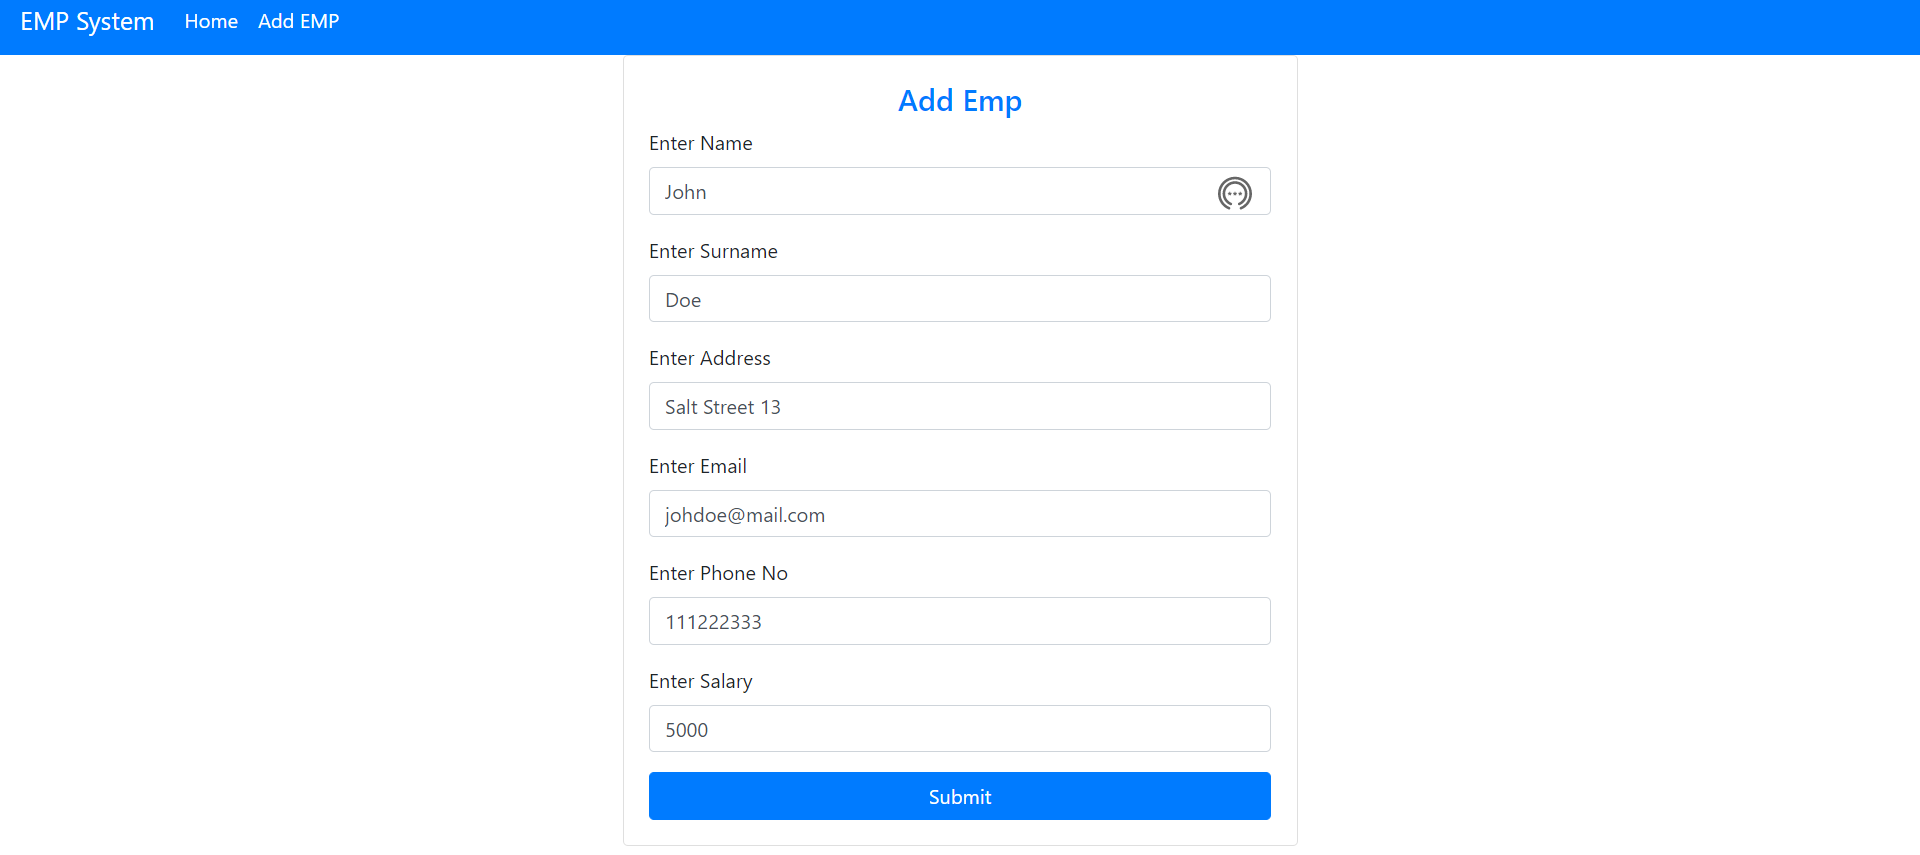 EMP System Home Add EMP
Add Emp
Enter Name
John
Enter Surname
Doe
Enter Address
Salt Street 13
Enter Email
johdoe@mail.com
Enter Phone No
111222333
Enter Salary
5000
Submit